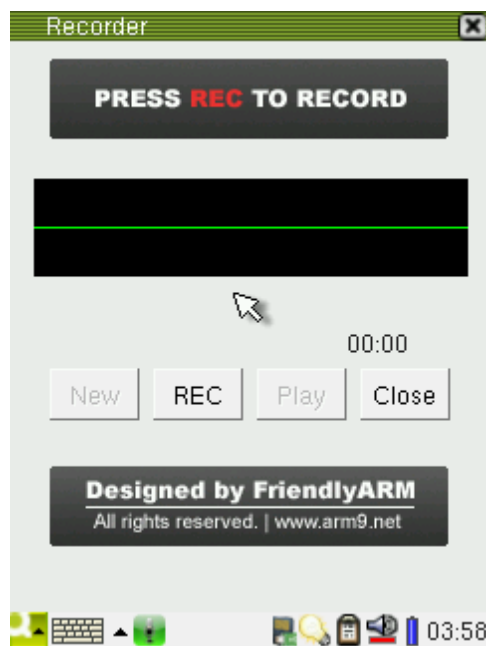 Recorder
PRESS REC TO RECORD
00:00
New REC Play Close
Designed by FriendlyARM
All rights reserved. | www.arm9.net
03:58